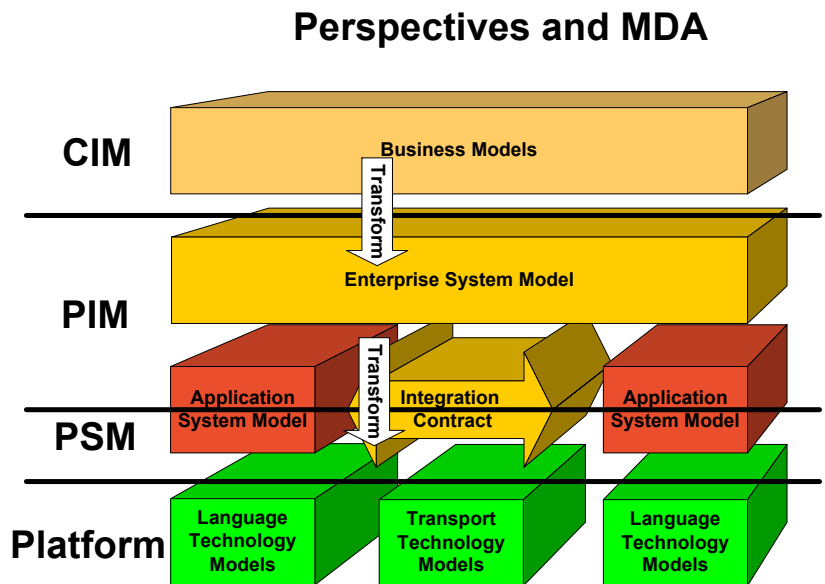 Perspectives and MDA
CIM
Business Models
Transform
Enterprise System Model
PIM
Transform
Application
System Model
Integration
Contract
Application
System Model
PSM
Language
Technology
Models
Transport
Technology
Models
Language
Technology
Models
Platform